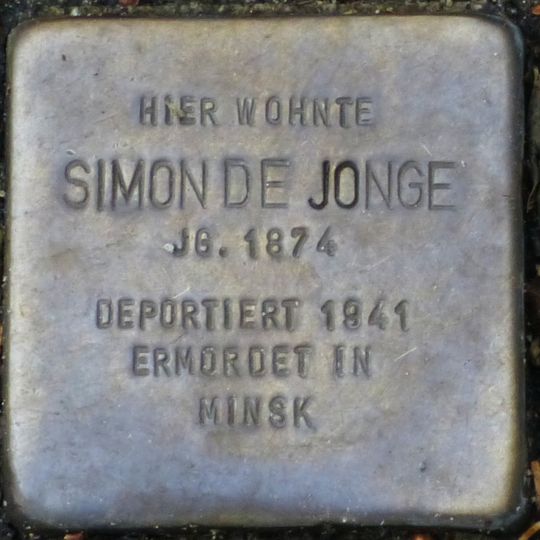 HIER WOHNTE
SIMON DE JONGE
JG. 1874
DEPORTIERT 1941
ERMORDET IN
MINSK